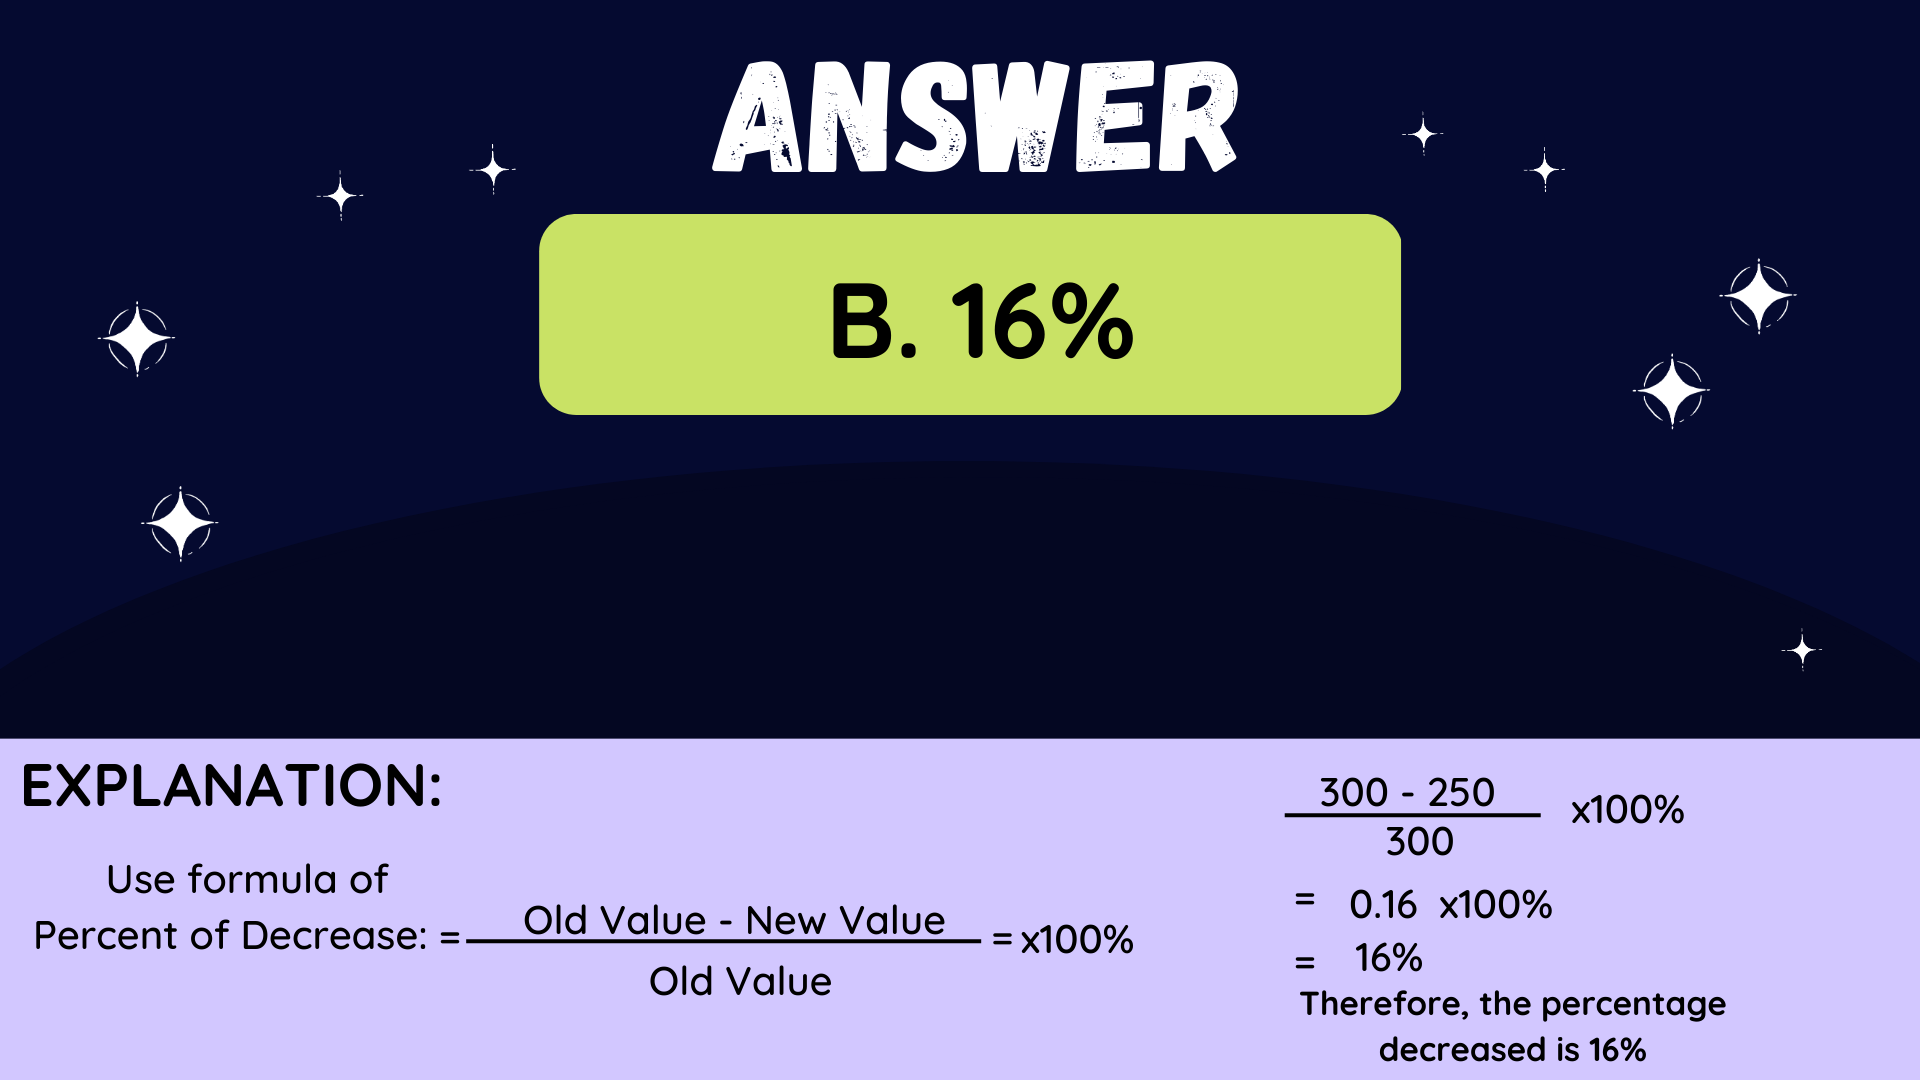 ANSWER
B. 16%
EXPLANATION:
Use formula of
Percent of Decrease: =
Old Value - New Value
Old Value
= x100%
300 - 250
300
x100%
= 0.16 x100%
= 16%
Therefore, the percentage
decreased is 16%